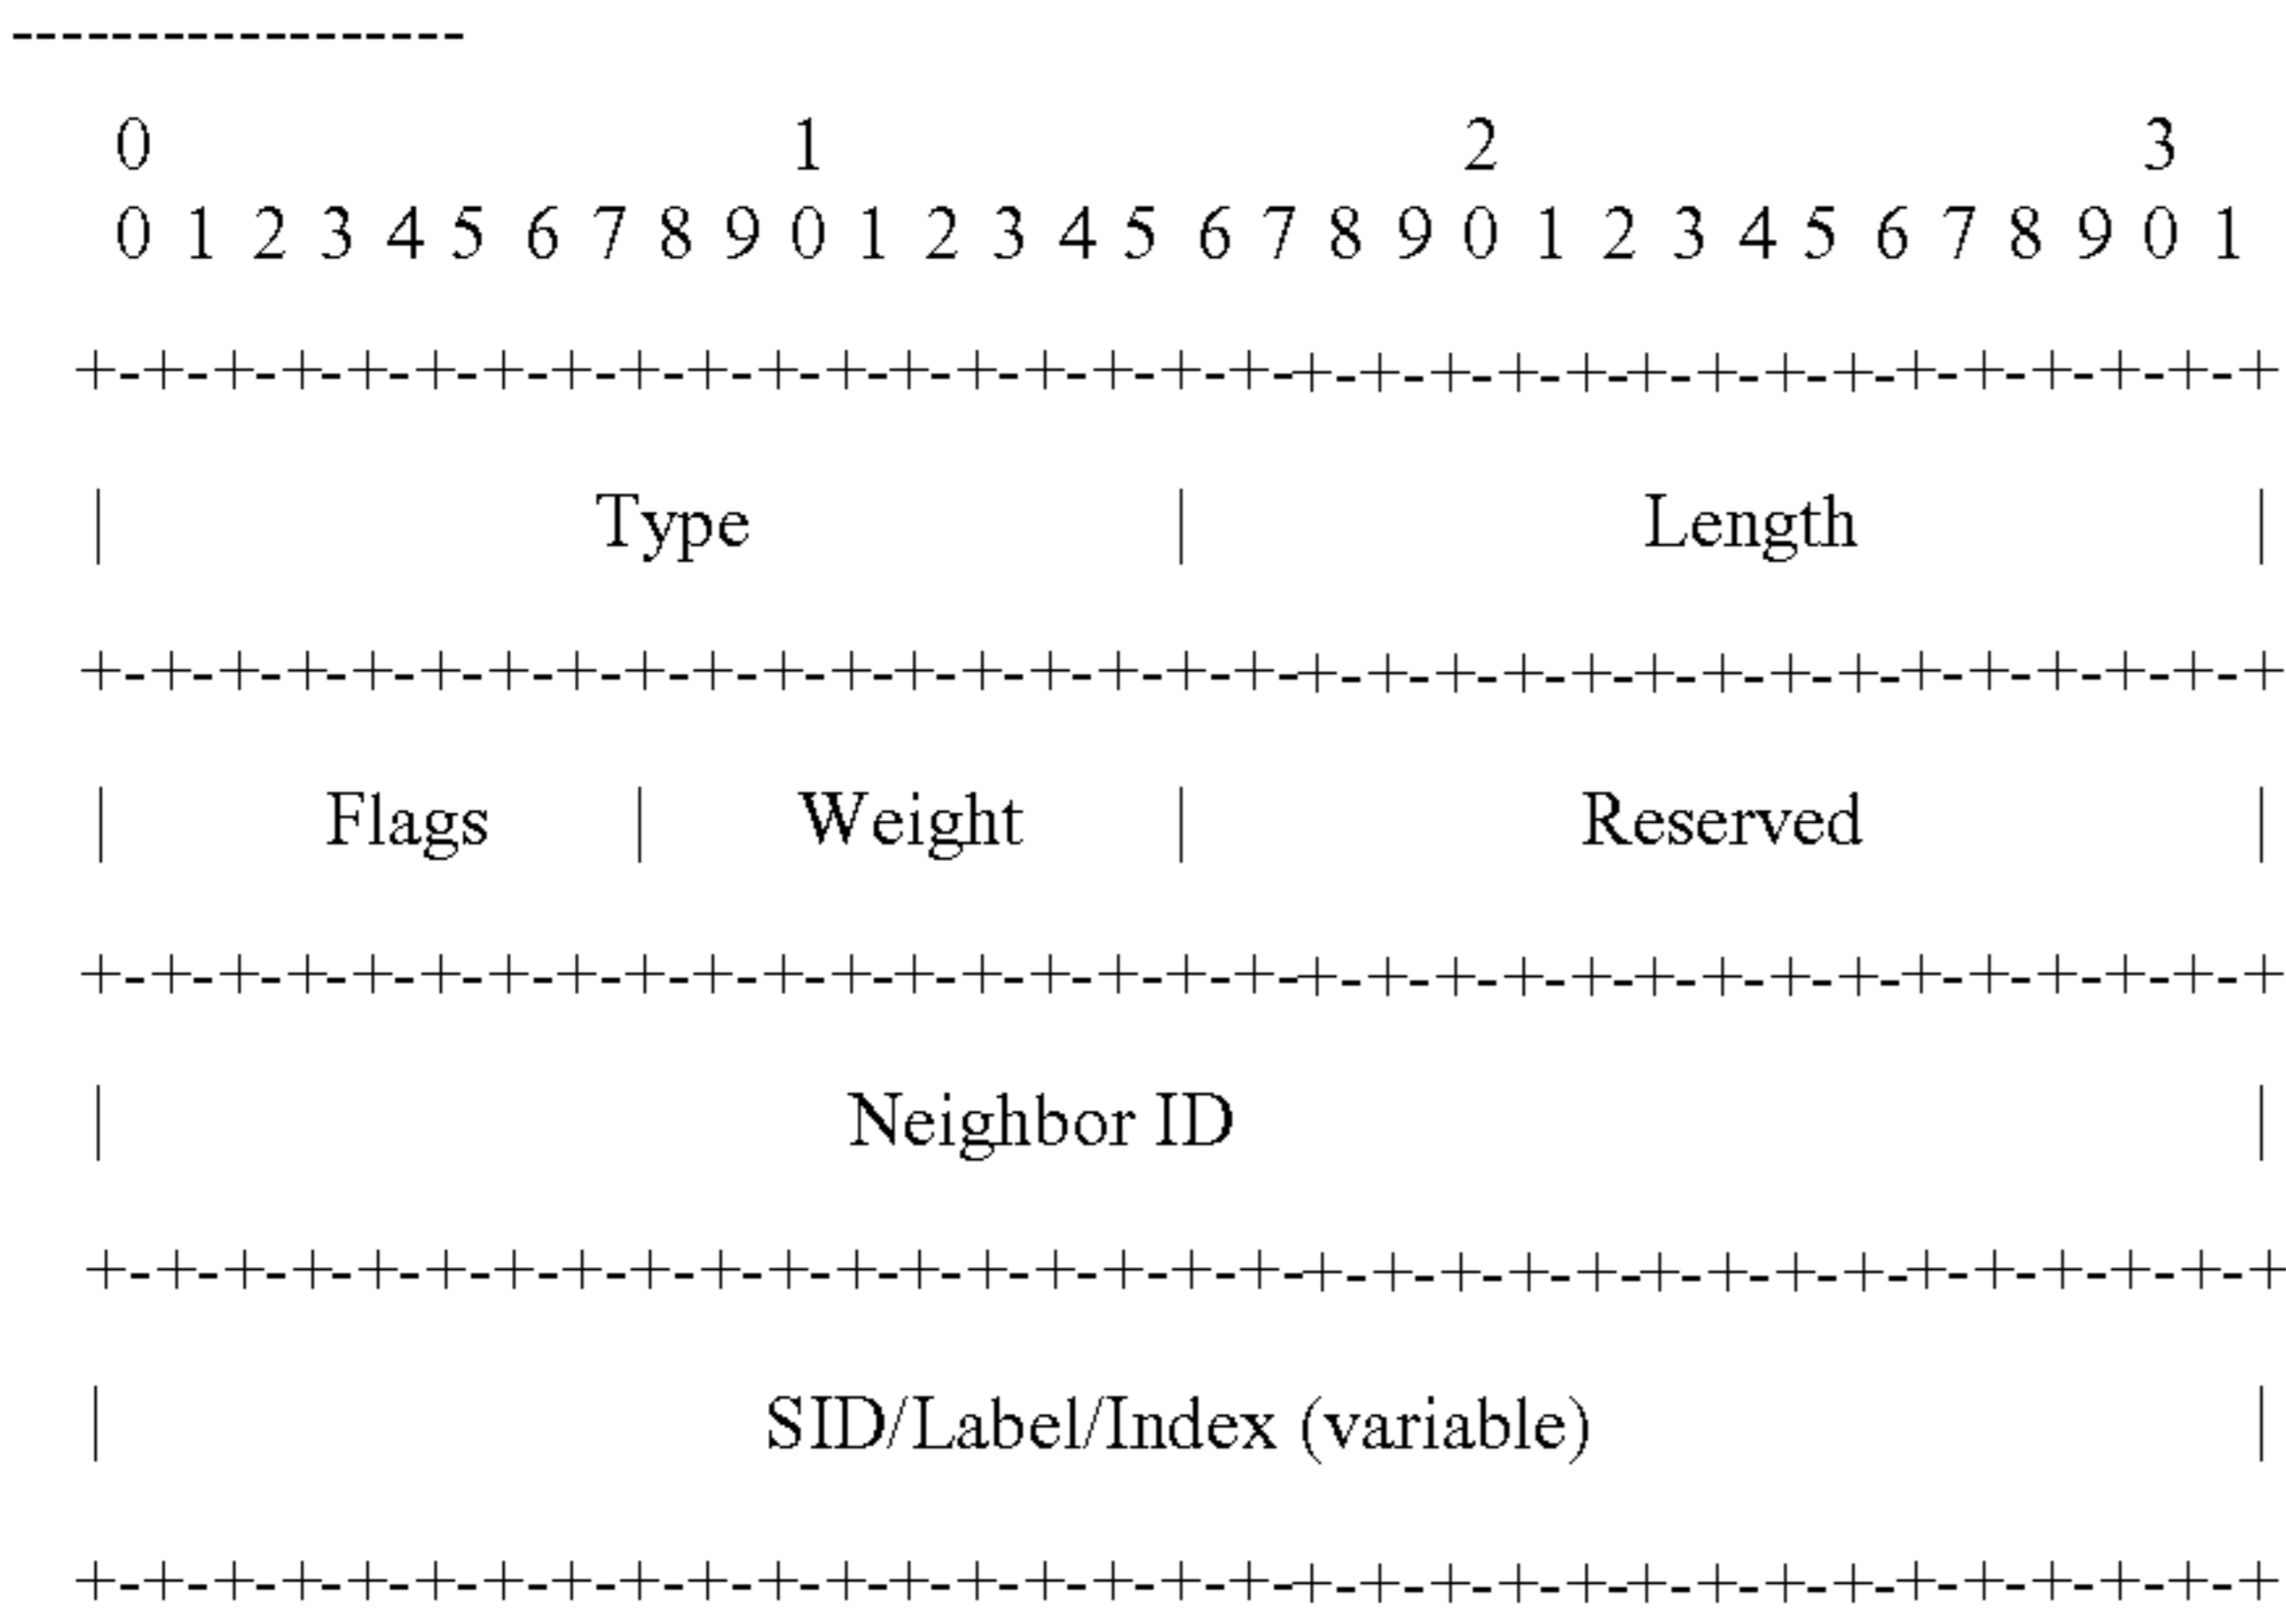 ------------------
0 1 2 3
0 1 2 3 4 5 6 7 8 9 0 1 2 3 4 5 6 7 8 9 0 1 2 3 4 5 6 7 8 9 0 1
+-+-+-+-+-+-+-+-+-+-+-+-+-+-+-+-+-+-+-+-+-+-+-+-+-+-+-+-+-+-+-+-+
| Type | Length |
+-+-+-+-+-+-+-+-+-+-+-+-+-+-+-+-+-+-+-+-+-+-+-+-+-+-+-+-+-+-+-+-+
| Flags | Weight | Reserved |
+-+-+-+-+-+-+-+-+-+-+-+-+-+-+-+-+-+-+-+-+-+-+-+-+-+-+-+-+-+-+-+-+
| Neighbor ID |
+-+-+-+-+-+-+-+-+-+-+-+-+-+-+-+-+-+-+-+-+-+-+-+-+-+-+-+-+-+-+-+-+
| SID/Label/Index (variable) |
+-+-+-+-+-+-+-+-+-+-+-+-+-+-+-+-+-+-+-+-+-+-+-+-+-+-+-+-+-+-+-+-+